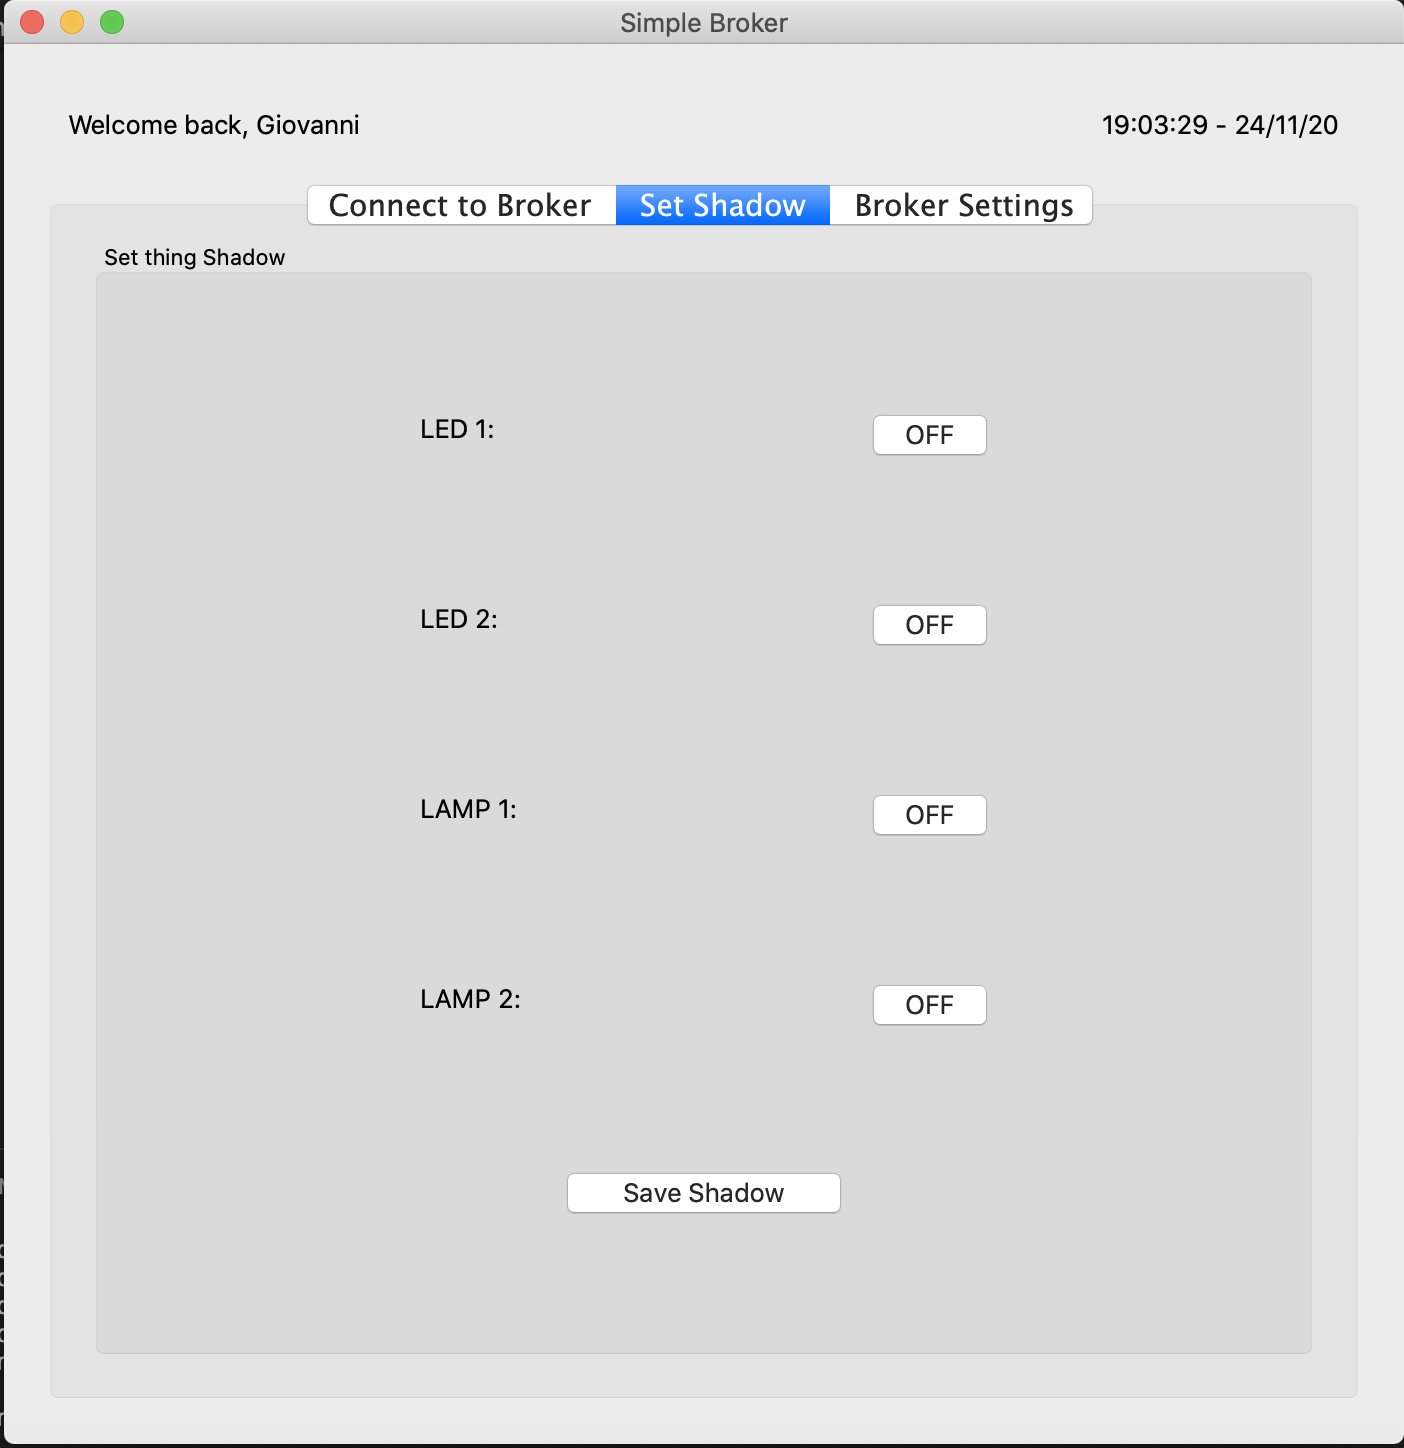 Simple Broker
Welcome back, Giovanni
19:03:29 - 24/11/20
Connect to Broker
Set Shadow
Broker Settings
Set thing Shadow
LED 1:
OFF
LED 2:
OFF
LAMP 1:
OFF
LAMP 2:
OFF
Save Shadow